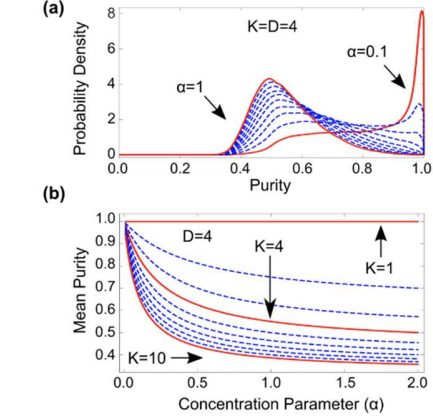 (a)
8
6
4
2
0
Probability Density
K=D=4
α=0.1
α=1
0.0 0.2 0.4 0.6 0.8 1.0
Purity
(b)
1.0
0.9
0.8
0.7
0.6
0.5
0.4
Mean Purity
D=4
K=4
K=1
K=10
0.0 0.5 1.0 1.5 2.0
Concentration Parameter (α)